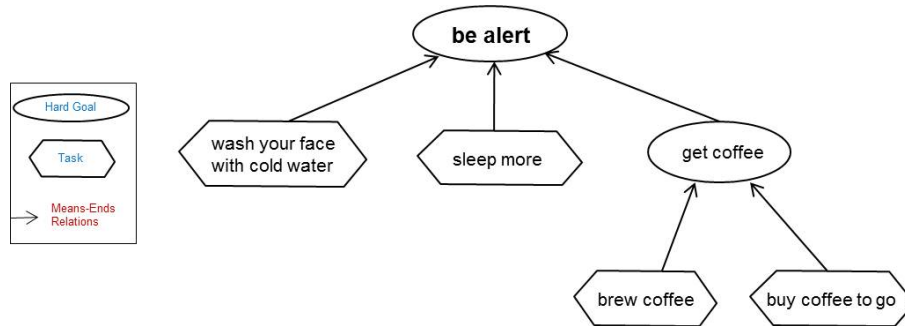 be alert
Hard Goal
wash your face
with cold water
sleep more
get coffee
Task
Means-Ends
Relations
brew coffee
buy coffee to go